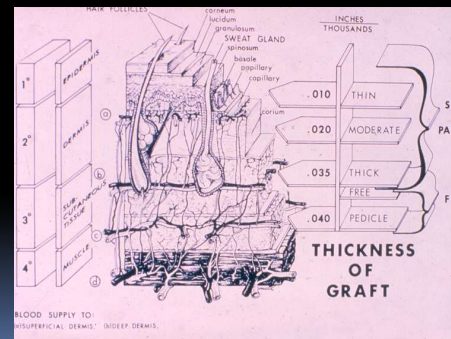 HAIR FOLLICLES
corneum
lucidum
granulosum
SWEAT GLAND
spinosum
basale
papillary
capillary
corium
INCHES
THOUSANDS
1°
EPIDERMIS
2°
DERMIS
3°
SUB
CUTANEOUS
TISSUE
4°
MUSCLE
a
b
c
d
.010 THIN
.020 MODERATE
.035 THICK
FREE
.040 PEDICLE
S
PA
F
THICKNESS
OF
GRAFT
BLOOD SUPPLY TO:
(a)SUPERFICIAL DERMIS, (b)DEEP DERMIS,